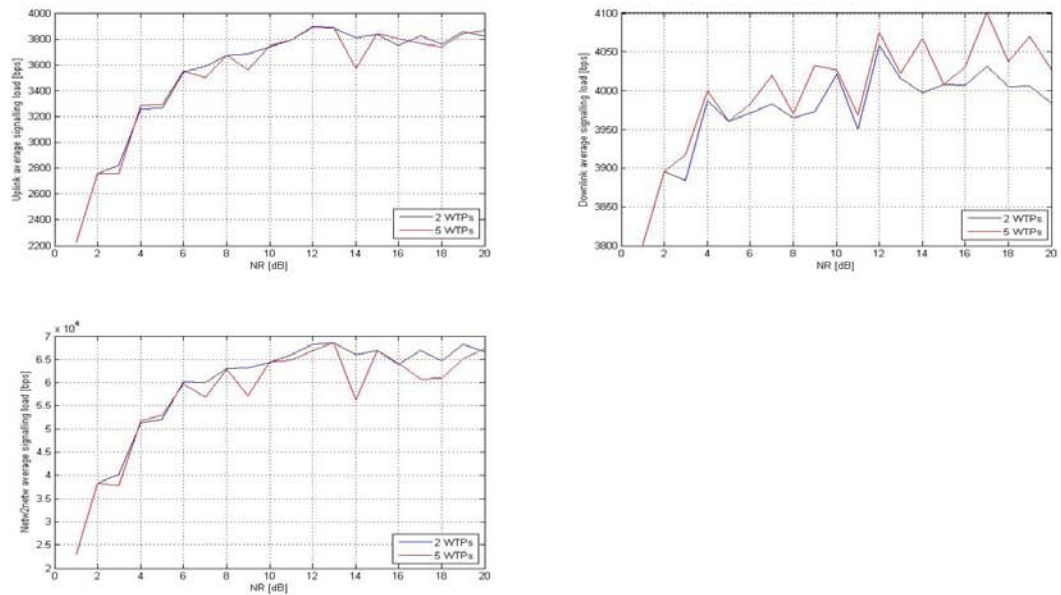 4000
3800
3600
3400
3200
3000
2800
2600
2400
2200
Uplink average signalling load [bps]
0 2 4 6 8 10 12 14 16 18 20
NR [dB]
2 WTPs
5 WTPs
4100
4050
4000
3950
3900
3850
3800
Downlink average signalling load [bps]
0 2 4 6 8 10 12 14 16 18 20
NR [dB]
2 WTPs
5 WTPs
x 10^4
7
6.5
6
5.5
5
4.5
4
3.5
3
2.5
2
Netw2netw average signalling load [bps]
0 2 4 6 8 10 12 14 16 18 20
NR [dB]
2 WTPs
5 WTPs